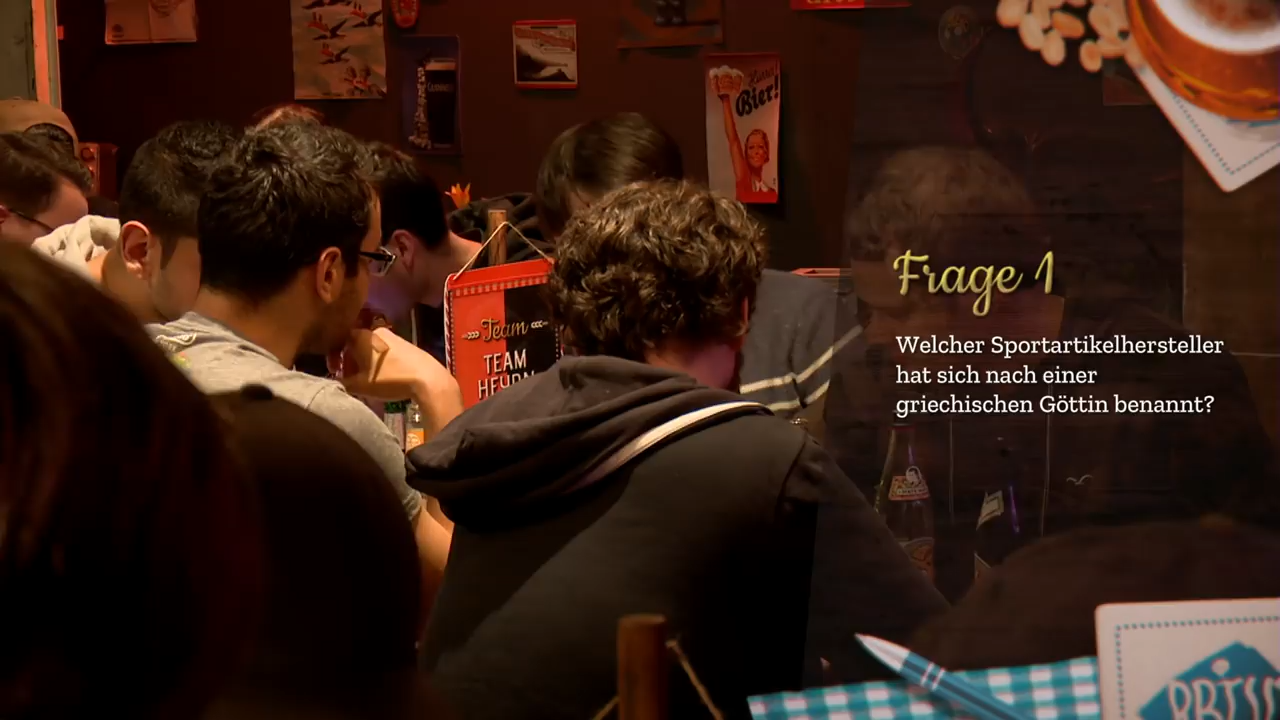 Bier!
Team
TEAM
Frage 1
Welcher Sportartikelhersteller
hat sich nach einer
griechischen Göttin benannt?